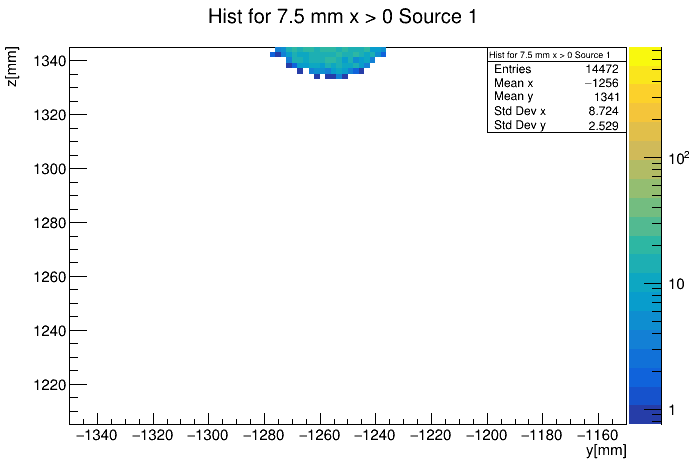 Hist for 7.5 mm x > 0 Source 1
z[mm]
Hist for 7.5 mm x > 0 Source 1
Entries 14472
Mean x −1256
Mean y 1341
Std Dev x 8.724
Std Dev y 2.529
1340
1320
1300
1280
1260
1240
1220
10²
10
1
−1340 −1320 −1300 −1280 −1260 −1240 −1220 −1200 −1180 −1160
y[mm]